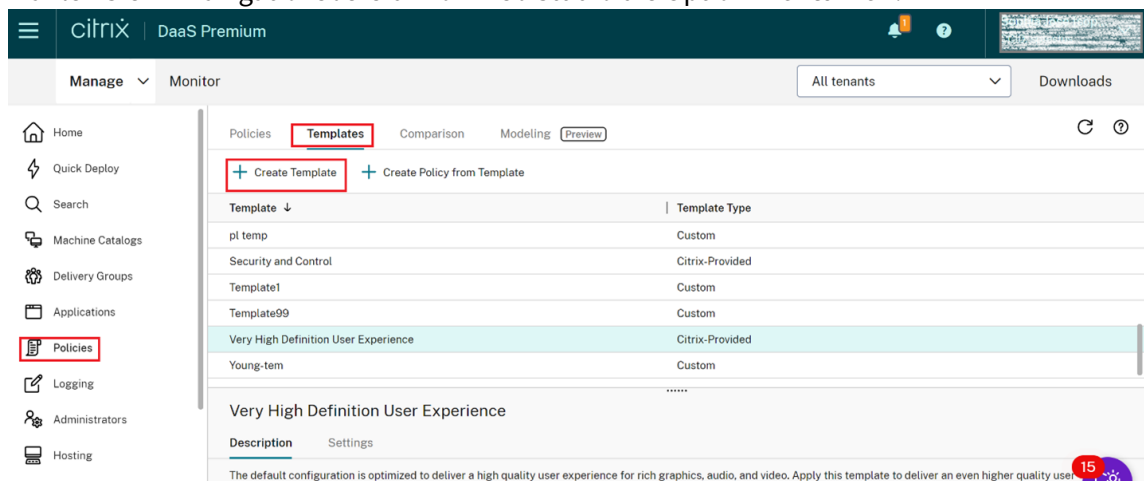 citrix | DaaS Premium
1
?
Manage Monitor
All tenants
Downloads
Home
Quick Deploy
Search
Machine Catalogs
Delivery Groups
Applications
Policies
Logging
Administrators
Hosting
Policies Templates Comparison Modeling Preview
+ Create Template + Create Policy from Template
Template ↓ | Template Type
pl temp Custom
Security and Control Citrix-Provided
Template1 Custom
Template99 Custom
Very High Definition User Experience Citrix-Provided
Young-tem Custom
Very High Definition User Experience
Description Settings
The default configuration is optimized to deliver a high quality user experience for rich graphics, audio, and video. Apply this template to deliver an even higher quality user
15